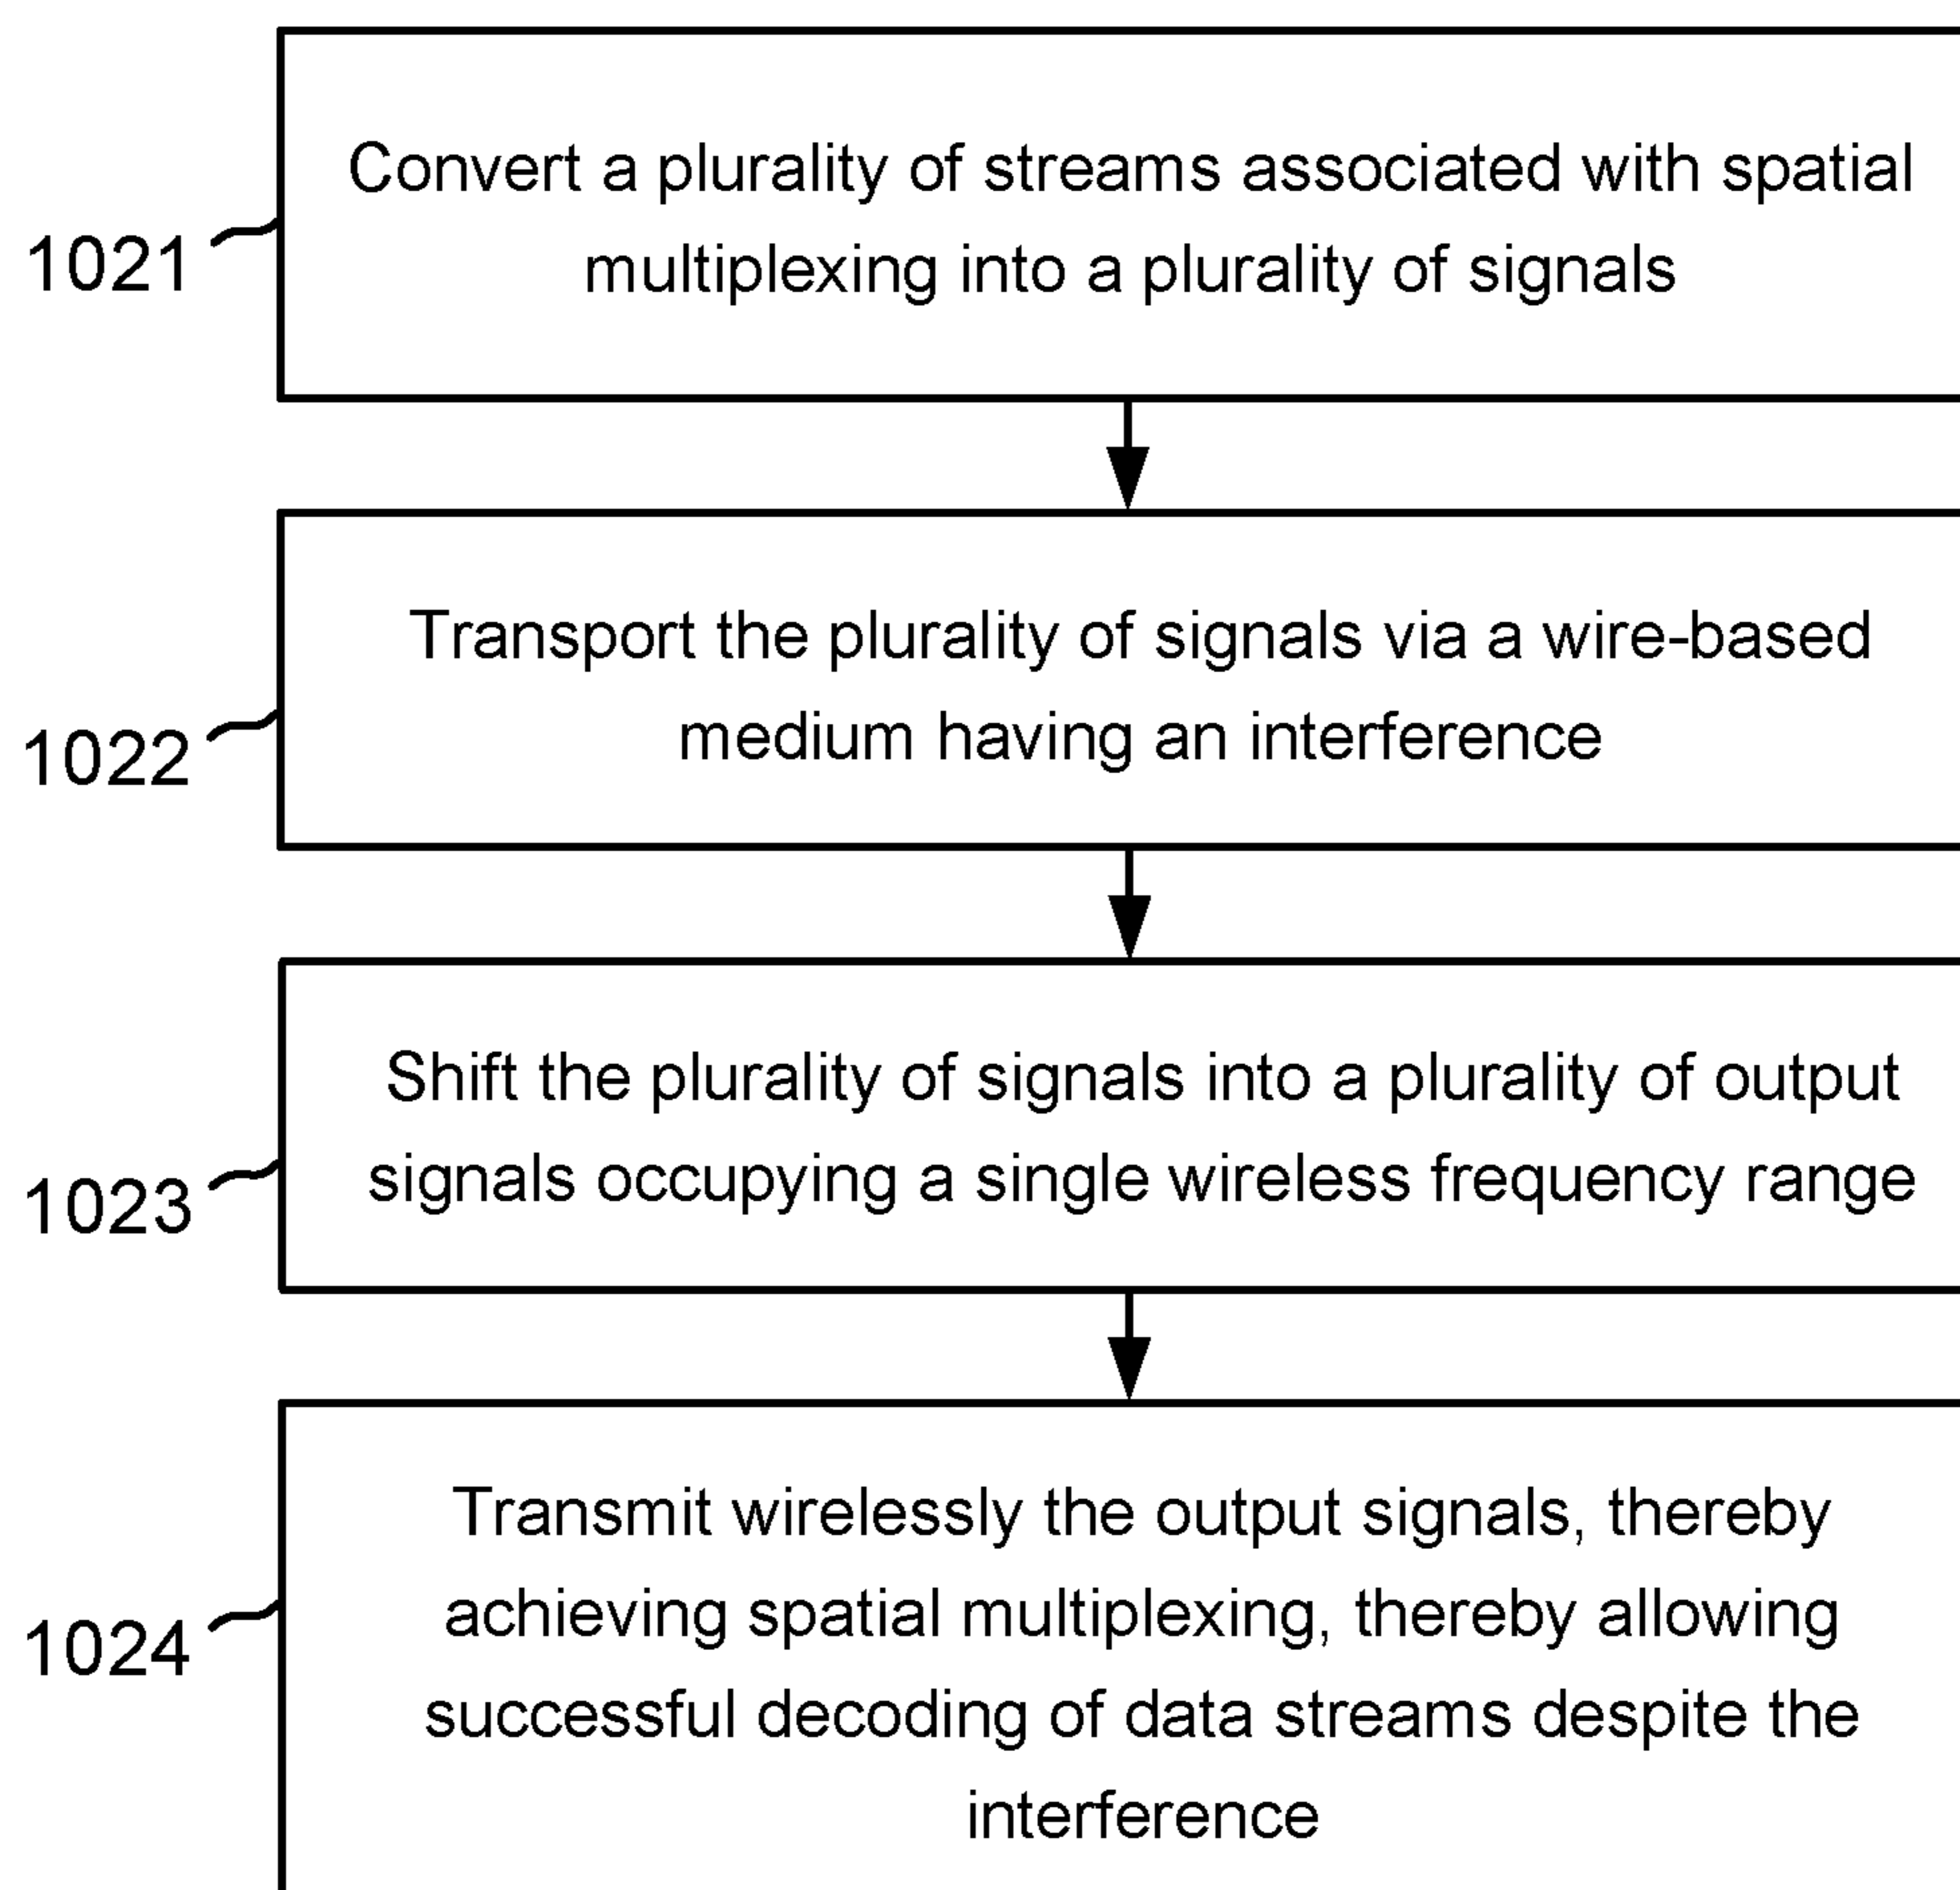 Convert a plurality of streams associated with spatial
multiplexing into a plurality of signals
1021
Transport the plurality of signals via a wire-based
medium having an interference
1022
Shift the plurality of signals into a plurality of output
signals occupying a single wireless frequency range
1023
Transmit wirelessly the output signals, thereby
achieving spatial multiplexing, thereby allowing
successful decoding of data streams despite the
interference
1024